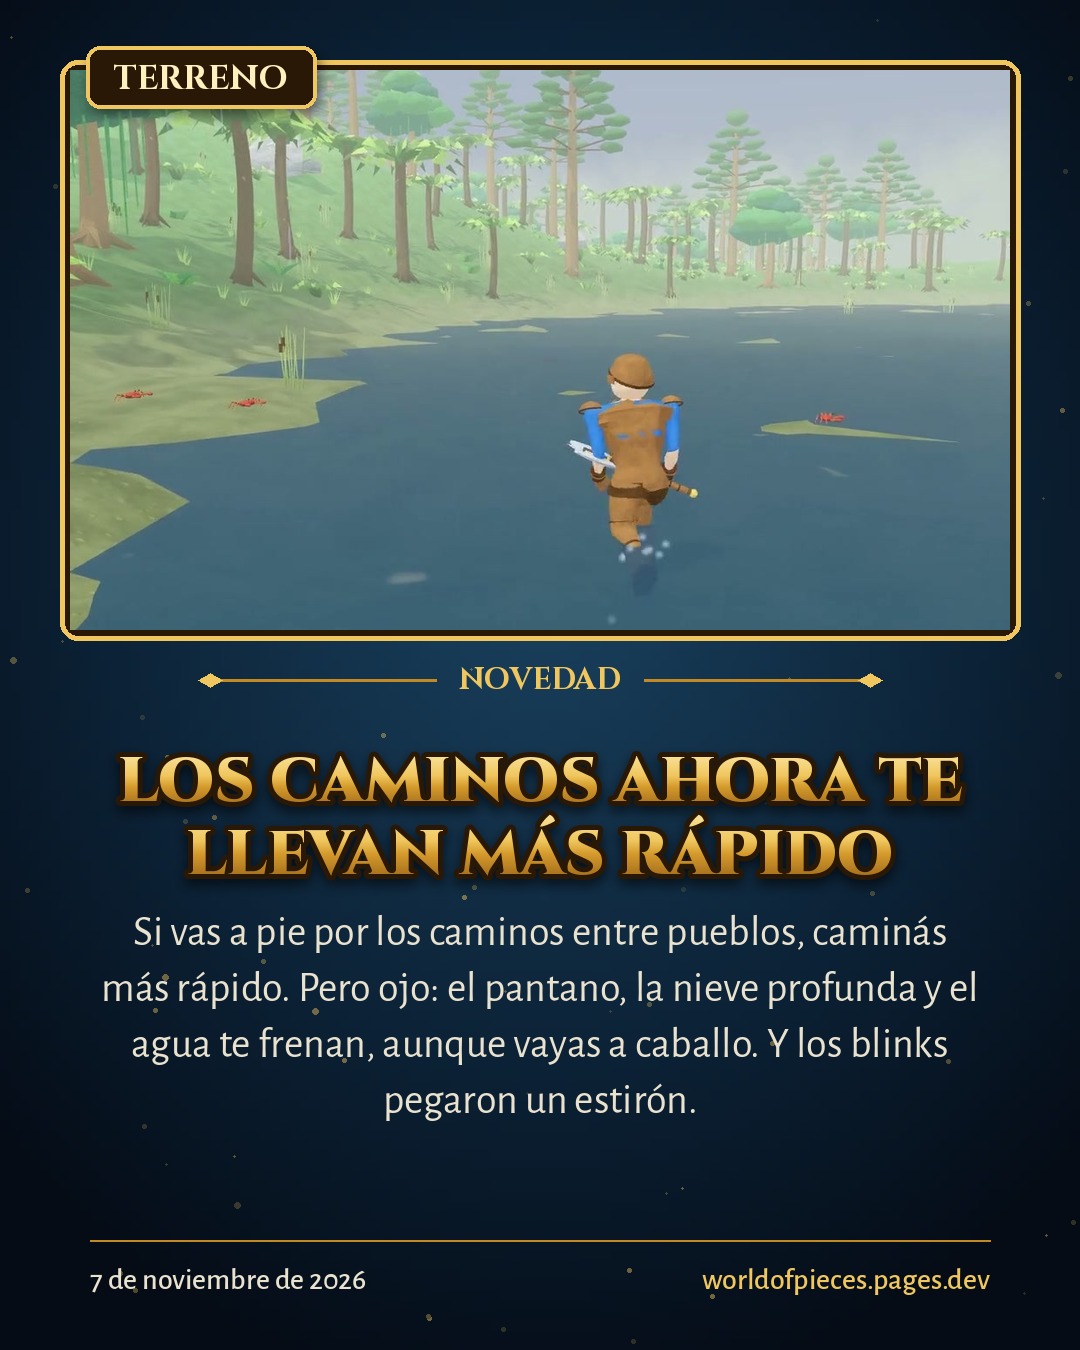 TERRENO
NOVEDAD
LOS CAMINOS AHORA TE
LLEVAN MÁS RÁPIDO
Si vas a pie por los caminos entre pueblos, caminás
más rápido. Pero ojo: el pantano, la nieve profunda y el
agua te frenan, aunque vayas a caballo. Y los blinks
pegaron un estirón.
7 de noviembre de 2026
worldofpieces.pages.dev